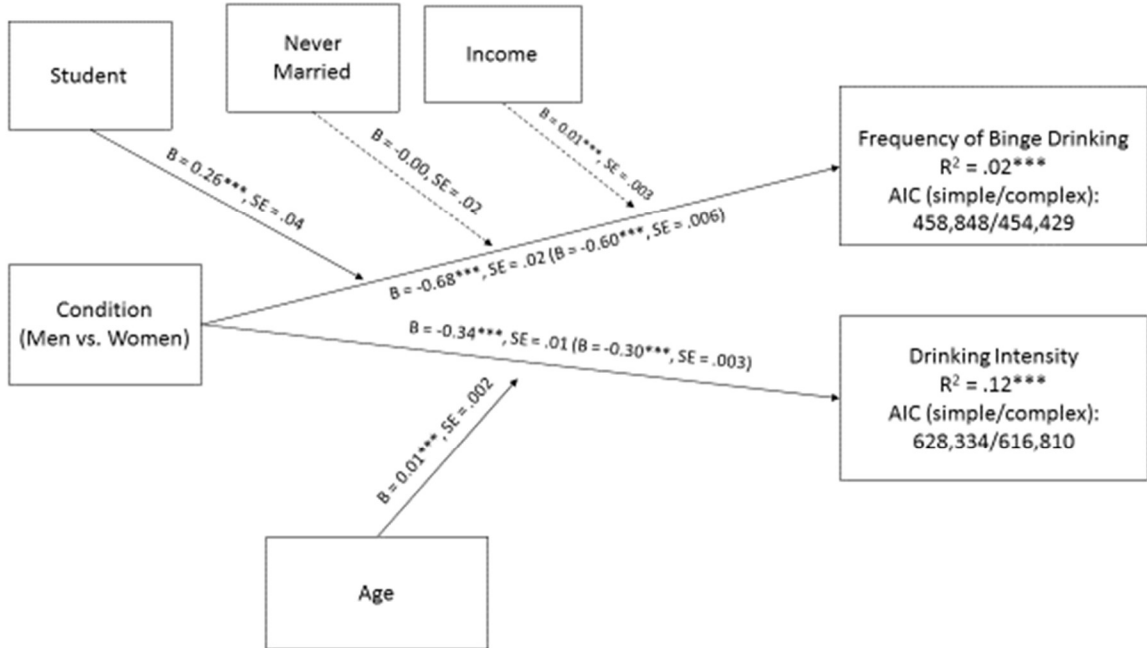 Student
Never
Married
Income
B = 0.26***, SE = .04
B = -0.00, SE = .02
B = 0.01***, SE = .003
Frequency of Binge Drinking
R² = .02***
AIC (simple/complex):
458,848/454,429
B = -0.68***, SE = .02 (B = -0.60***, SE = .006)
Condition
(Men vs. Women)
B = -0.34***, SE = .01 (B = -0.30***, SE = .003)
Drinking Intensity
R² = .12***
AIC (simple/complex):
628,334/616,810
B = 0.01***, SE = .002
Age